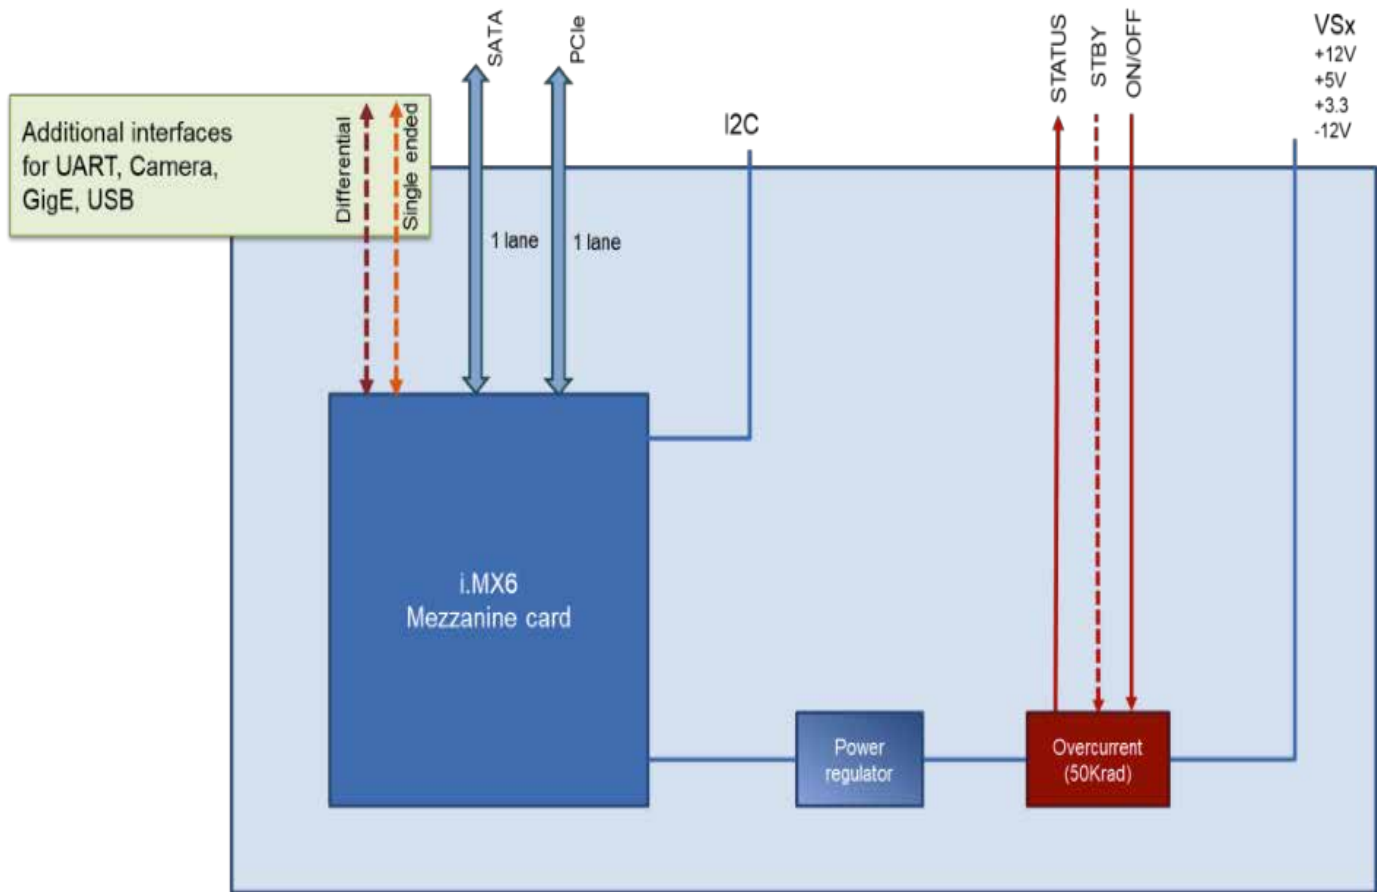 SATA
PCIe
STATUS
STBY
ON/OFF
VSx
+12V
+5V
+3.3
-12V
Additional interfaces
for UART, Camera,
GigE, USB
Differential
Single ended
I2C
1 lane
1 lane
i.MX6
Mezzanine card
Power
regulator
Overcurrent
(50Krad)